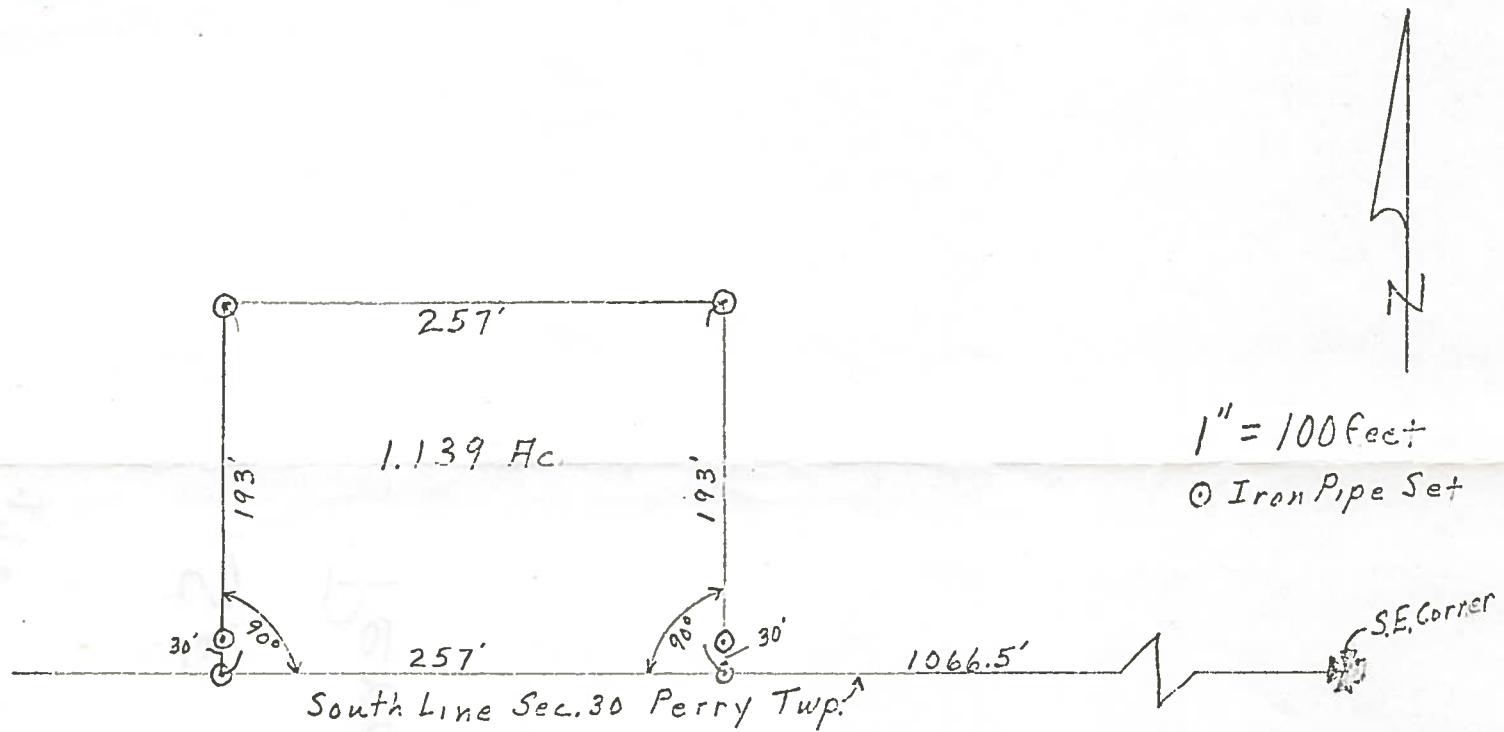 N
257'
1.139 Ac.
193'
193'
1" = 100 feet
⊙ Iron Pipe Set
S.E. Corner
30'
90°
90°
30'
257'
1066.5'
South Line Sec. 30 Perry Twp.